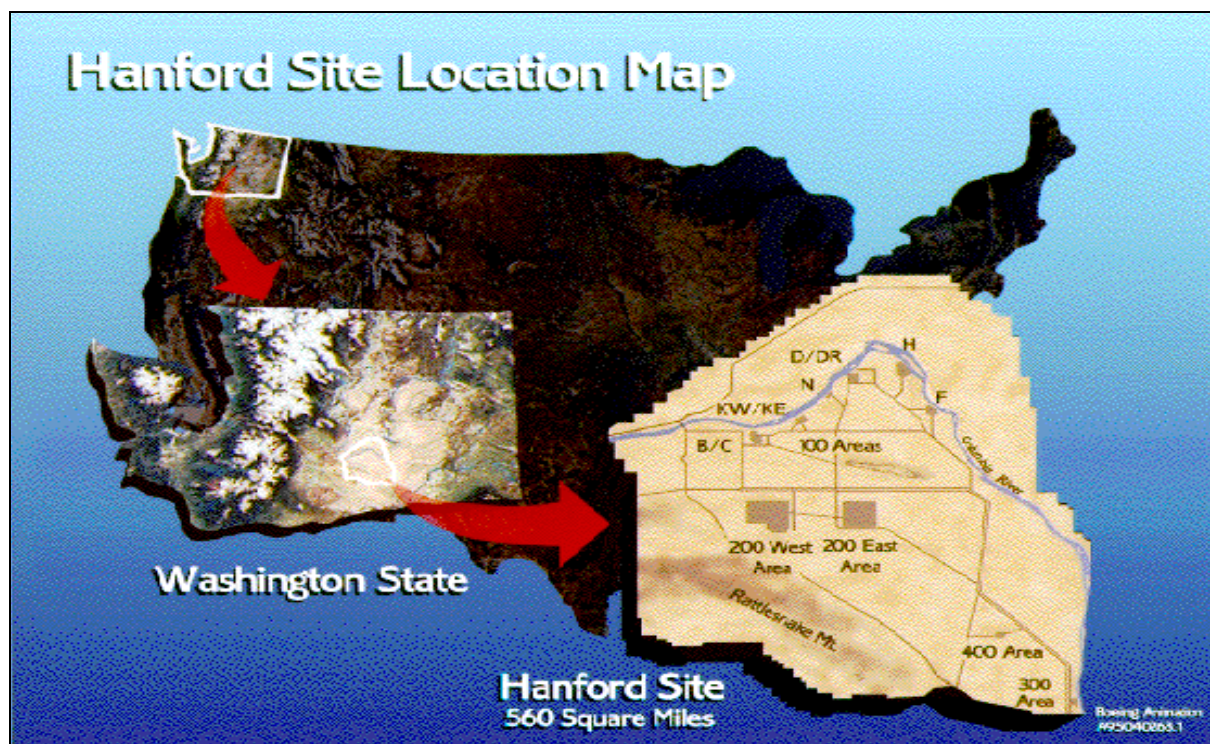 Hanford Site Location Map
D/DR
H
N
F
KW/KE
B/C
100 Areas
Columbia River
200 West
Area
200 East
Area
Rattlesnake Mt.
Washington State
400 Area
300
Area
Hanford Site
560 Square Miles
Boeing Animation
A95040263.1